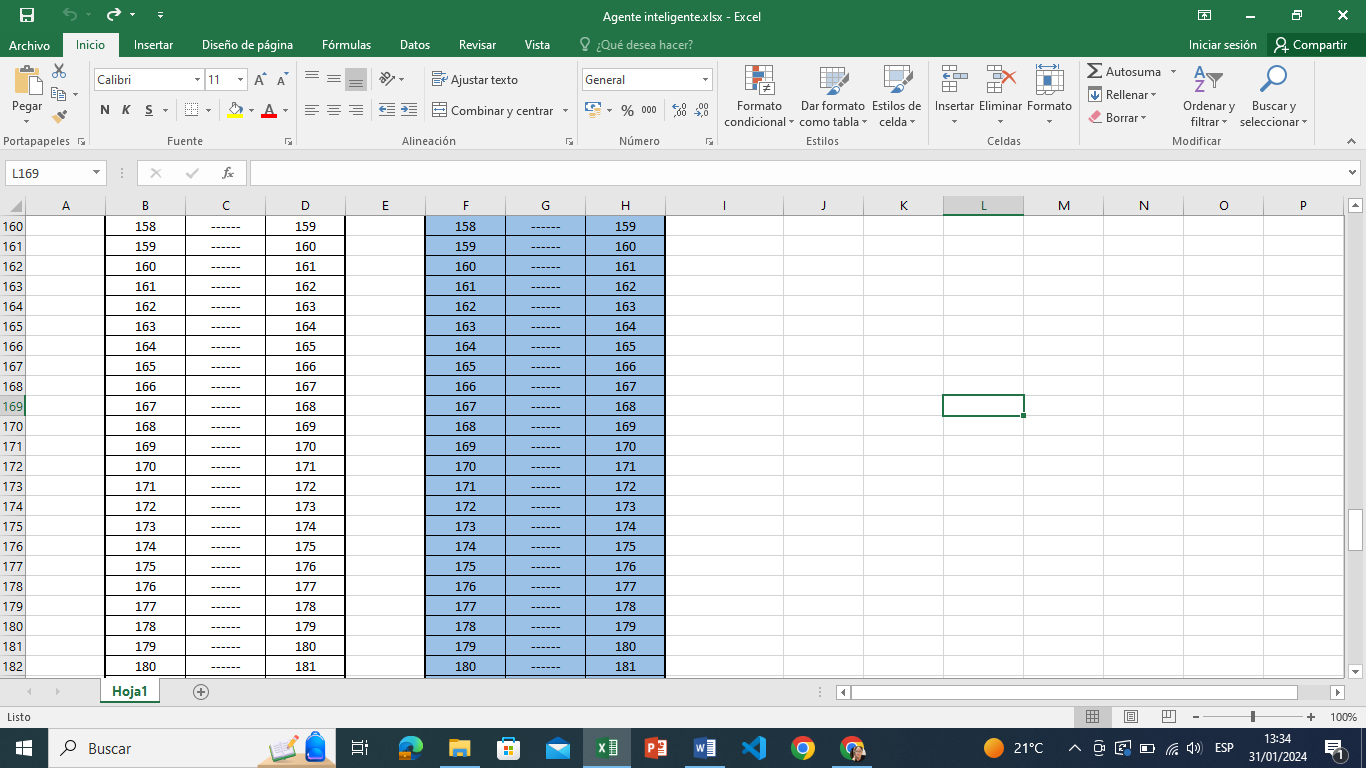 Agente inteligente.xlsx - Excel
Archivo Inicio Insertar Diseño de página Fórmulas Datos Revisar Vista ¿Qué desea hacer? Iniciar sesión Compartir
Pegar
Calibri 11
N K S
Ajustar texto
Combinar y centrar
General
% 000
Formato condicional
Dar formato como tabla
Estilos de celda
Insertar Eliminar Formato
Autosuma
Rellenar
Borrar
Ordenar y filtrar
Buscar y seleccionar
Portapapeles Fuente Alineación Número Estilos Celdas Modificar
L169 fx
A B C D E F G H I J K L M N O P
160 158 ------ 159 158 ------ 159
161 159 ------ 160 159 ------ 160
162 160 ------ 161 160 ------ 161
163 161 ------ 162 161 ------ 162
164 162 ------ 163 162 ------ 163
165 163 ------ 164 163 ------ 164
166 164 ------ 165 164 ------ 165
167 165 ------ 166 165 ------ 166
168 166 ------ 167 166 ------ 167
169 167 ------ 168 167 ------ 168
170 168 ------ 169 168 ------ 169
171 169 ------ 170 169 ------ 170
172 170 ------ 171 170 ------ 171
173 171 ------ 172 171 ------ 172
174 172 ------ 173 172 ------ 173
175 173 ------ 174 173 ------ 174
176 174 ------ 175 174 ------ 175
177 175 ------ 176 175 ------ 176
178 176 ------ 177 176 ------ 177
179 177 ------ 178 177 ------ 178
180 178 ------ 179 178 ------ 179
181 179 ------ 180 179 ------ 180
182 180 ------ 181 180 ------ 181
Hoja1
Listo 100%
Buscar 21°C ESP 13:34
31/01/2024 1